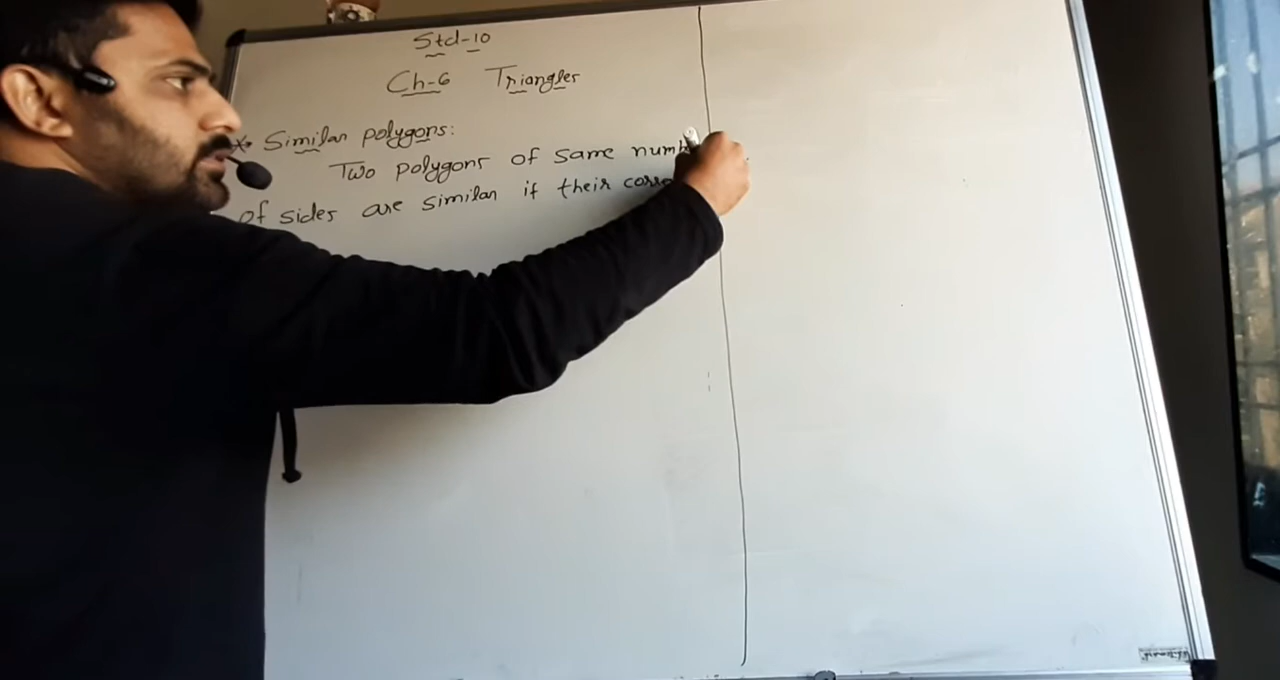 Std-10
Ch-6 Triangles
* Similar polygons:
Two polygons of same numb
of sides are similar if their corre